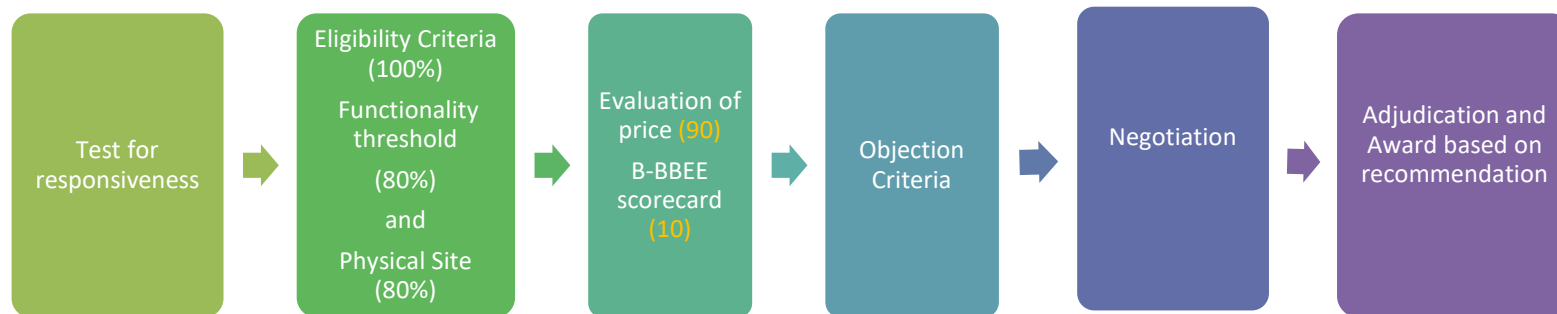 Test for
responsiveness
Eligibility Criteria
(100%)
Functionality
threshold
(80%)
and
Physical Site
(80%)
Evaluation of
price (90)
B-BBEE
scorecard
(10)
Objection
Criteria
Negotiation
Adjudication and
Award based on
recommendation